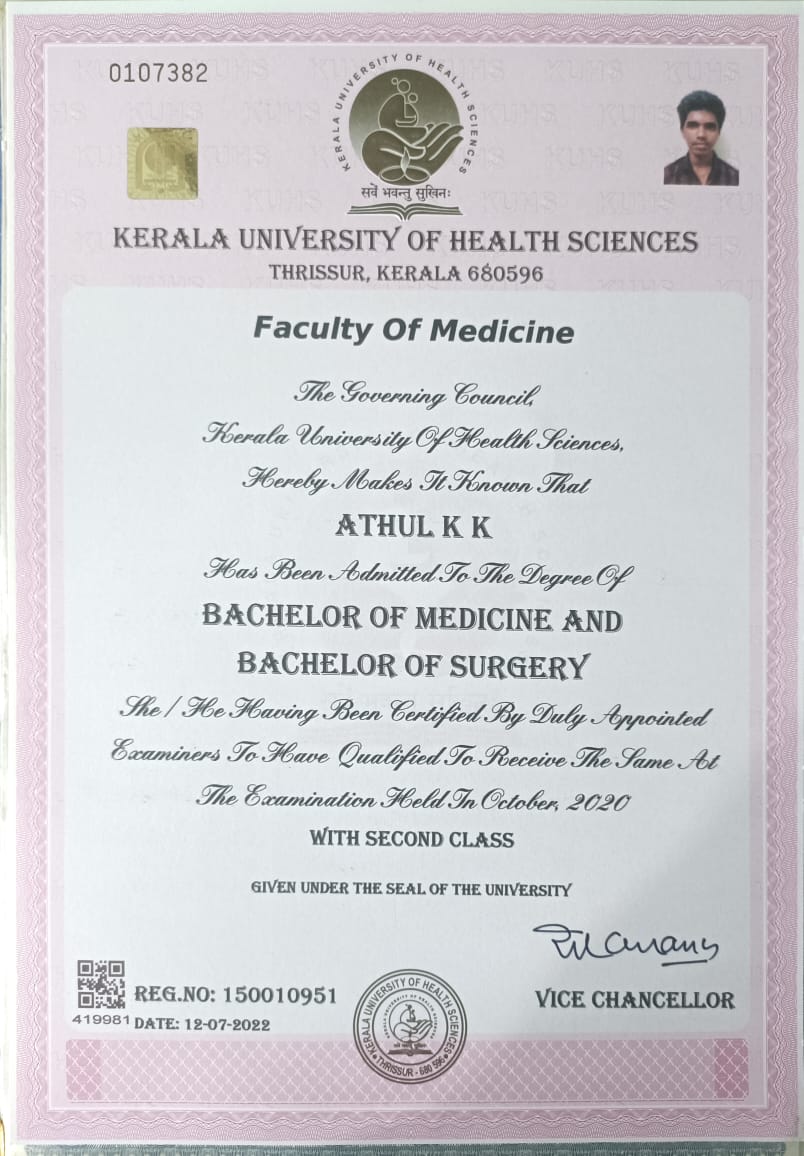 0107382
KERALA UNIVERSITY OF HEALTH SCIENCES
सर्वे भवन्तु सुखिनः
KERALA UNIVERSITY OF HEALTH SCIENCES
THRISSUR, KERALA 680596
Faculty Of Medicine
The Governing Council,
Kerala University Of Health Sciences,
Hereby Makes It Known That
ATHUL K K
Has Been Admitted To The Degree Of
BACHELOR OF MEDICINE AND
BACHELOR OF SURGERY
She / He Having Been Certified By Duly Appointed
Examiners To Have Qualified To Receive The Same At
The Examination Held In October, 2020
WITH SECOND CLASS
GIVEN UNDER THE SEAL OF THE UNIVERSITY
REG.NO: 150010951
419981 DATE: 12-07-2022
KERALA UNIVERSITY OF HEALTH SCIENCES
THRISSUR - 680 596
VICE CHANCELLOR